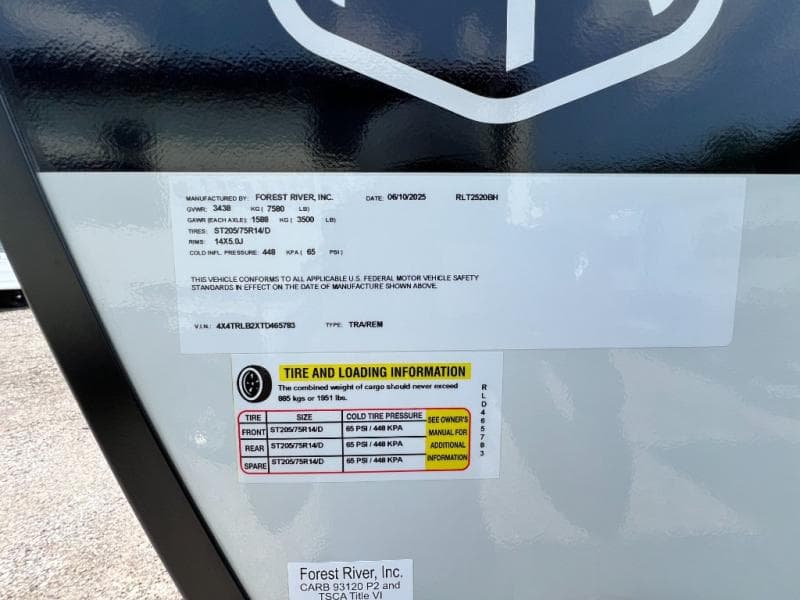 MANUFACTURED BY: FOREST RIVER, INC. DATE: 06/10/2025 RLT2520BH
GVWR: 3438 KG ( 7580 LB)
GAWR (EACH AXLE): 1588 KG ( 3500 LB)
TIRES: ST205/75R14/D
RIMS: 14X5.0J
COLD INFL. PRESSURE: 448 KPA ( 65 PSI )
THIS VEHICLE CONFORMS TO ALL APPLICABLE U.S. FEDERAL MOTOR VEHICLE SAFETY
STANDARDS IN EFFECT ON THE DATE OF MANUFACTURE SHOWN ABOVE.
V.I.N.: 4X4TRLB2XTD465783 TYPE: TRA/REM
TIRE AND LOADING INFORMATION
The combined weight of cargo should never exceed
885 kgs or 1951 lbs.
TIRE SIZE COLD TIRE PRESSURE
FRONT ST205/75R14/D 65 PSI / 448 KPA
REAR ST205/75R14/D 65 PSI / 448 KPA
SPARE ST205/75R14/D 65 PSI / 448 KPA
SEE OWNER'S
MANUAL FOR
ADDITIONAL
INFORMATION
RLD465783
Forest River, Inc.
CARB 93120 P2 and
TSCA Title VI